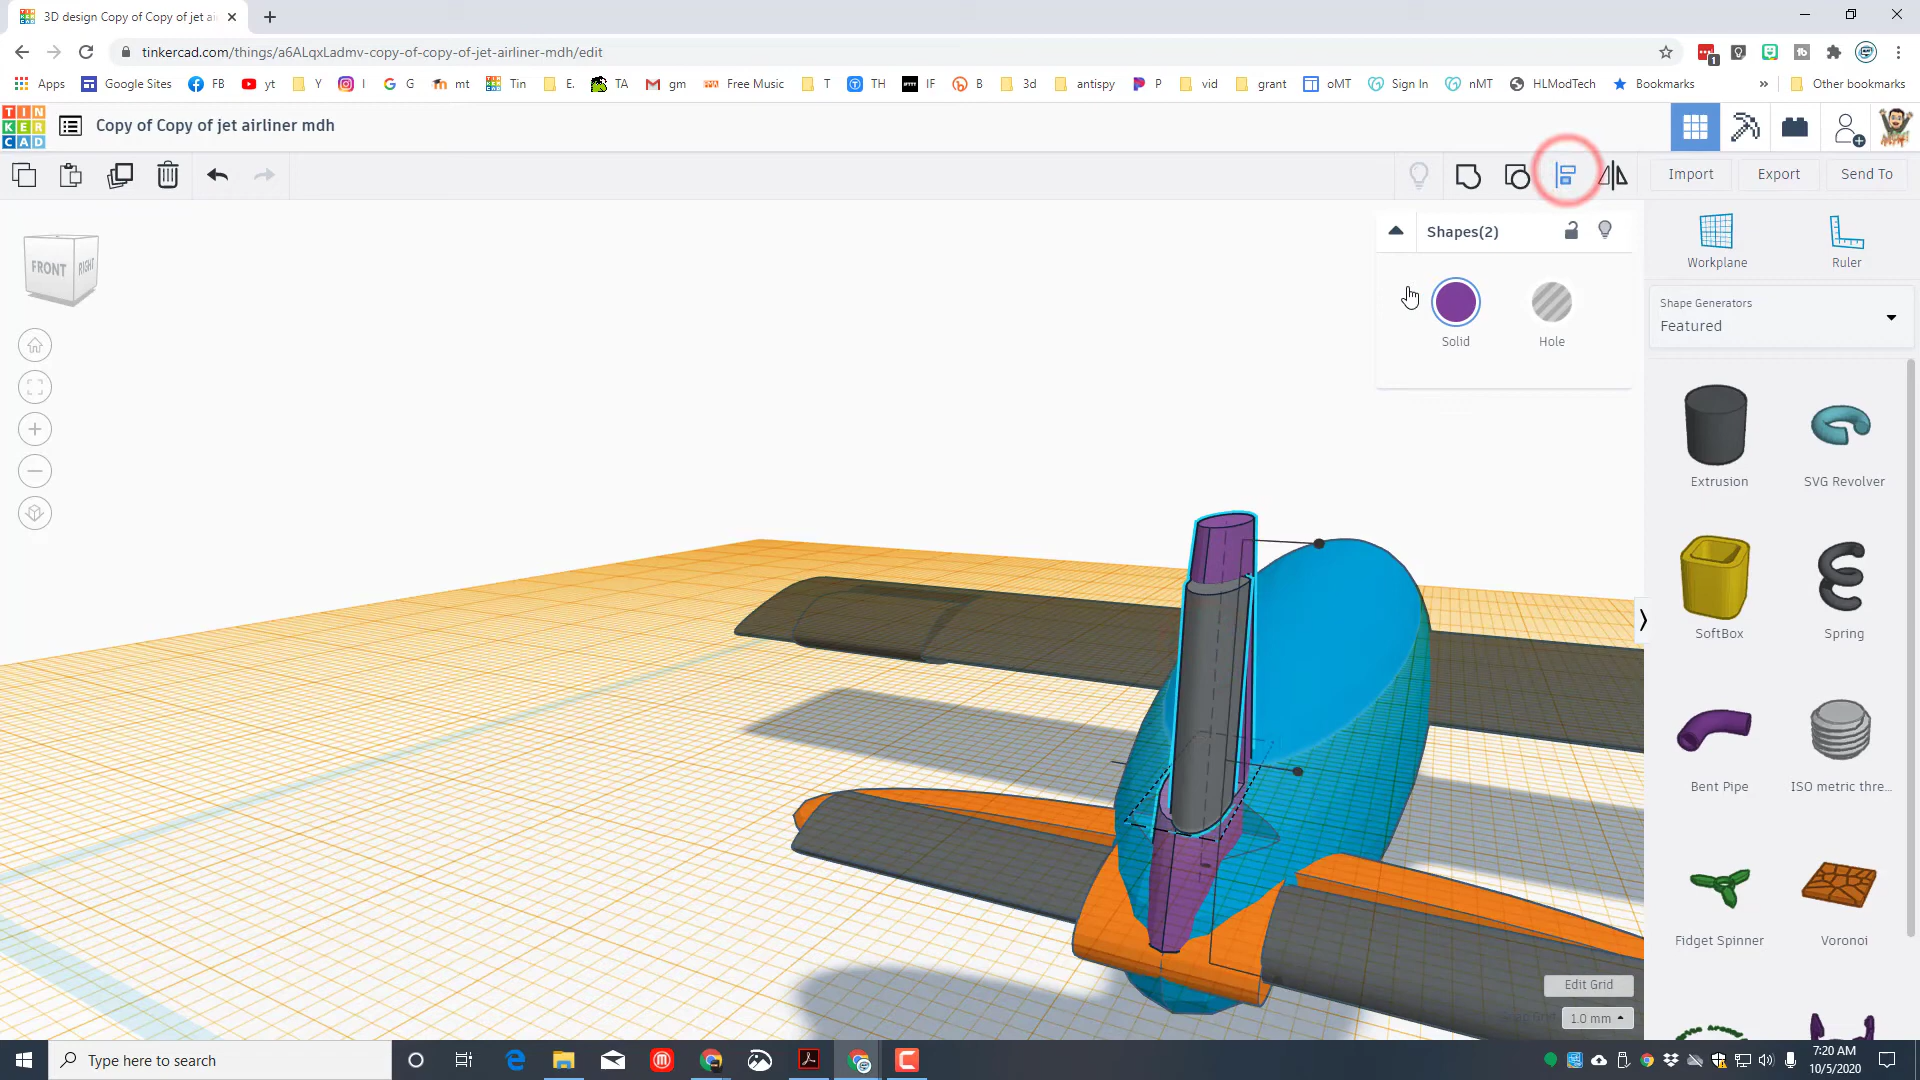 3D design Copy of Copy of jet ai
tinkercad.com/things/a6ALqxLadmv-copy-of-copy-of-jet-airliner-mdh/edit
1
Apps
Google Sites
FB
yt
Y
I
G
mt
Tin
E.
TA
gm
Free Music
T
TH
IF
B
3d
antispy
P
vid
grant
oMT
Sign In
nMT
HLModTech
Bookmarks
»
Other bookmarks
TIN
KER
CAD
Copy of Copy of jet airliner mdh
Import
Export
Send To
FRONT
RIGHT
Shapes(2)
Solid
Hole
Workplane
Ruler
Shape Generators
Featured
Extrusion
SVG Revolver
SoftBox
Spring
Bent Pipe
ISO metric thre...
Fidget Spinner
Voronoi
Edit Grid
1.0 mm
Type here to search
7:20 AM
10/5/2020